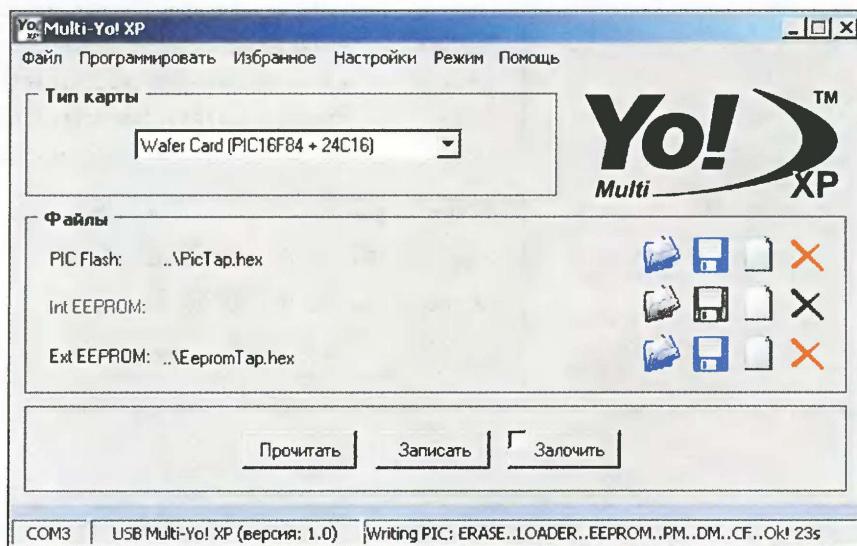 Yo! XP Multi-Yo! XP
Файл Программировать Избранное Настройки Режим Помощь
Тип карты
Wafer Card (PIC16F84 + 24C16)
Yo! TM
Multi XP
Файлы
PIC Flash: ..\PicTap.hex
Int EEPROM:
Ext EEPROM: ..\EepromTap.hex
Прочитать Записать Залочить
COM3 USB Multi-Yo! XP (версия: 1.0) Writing PIC: ERASE..LOADER..EEPROM..PM..DM..CF..Ok! 23s